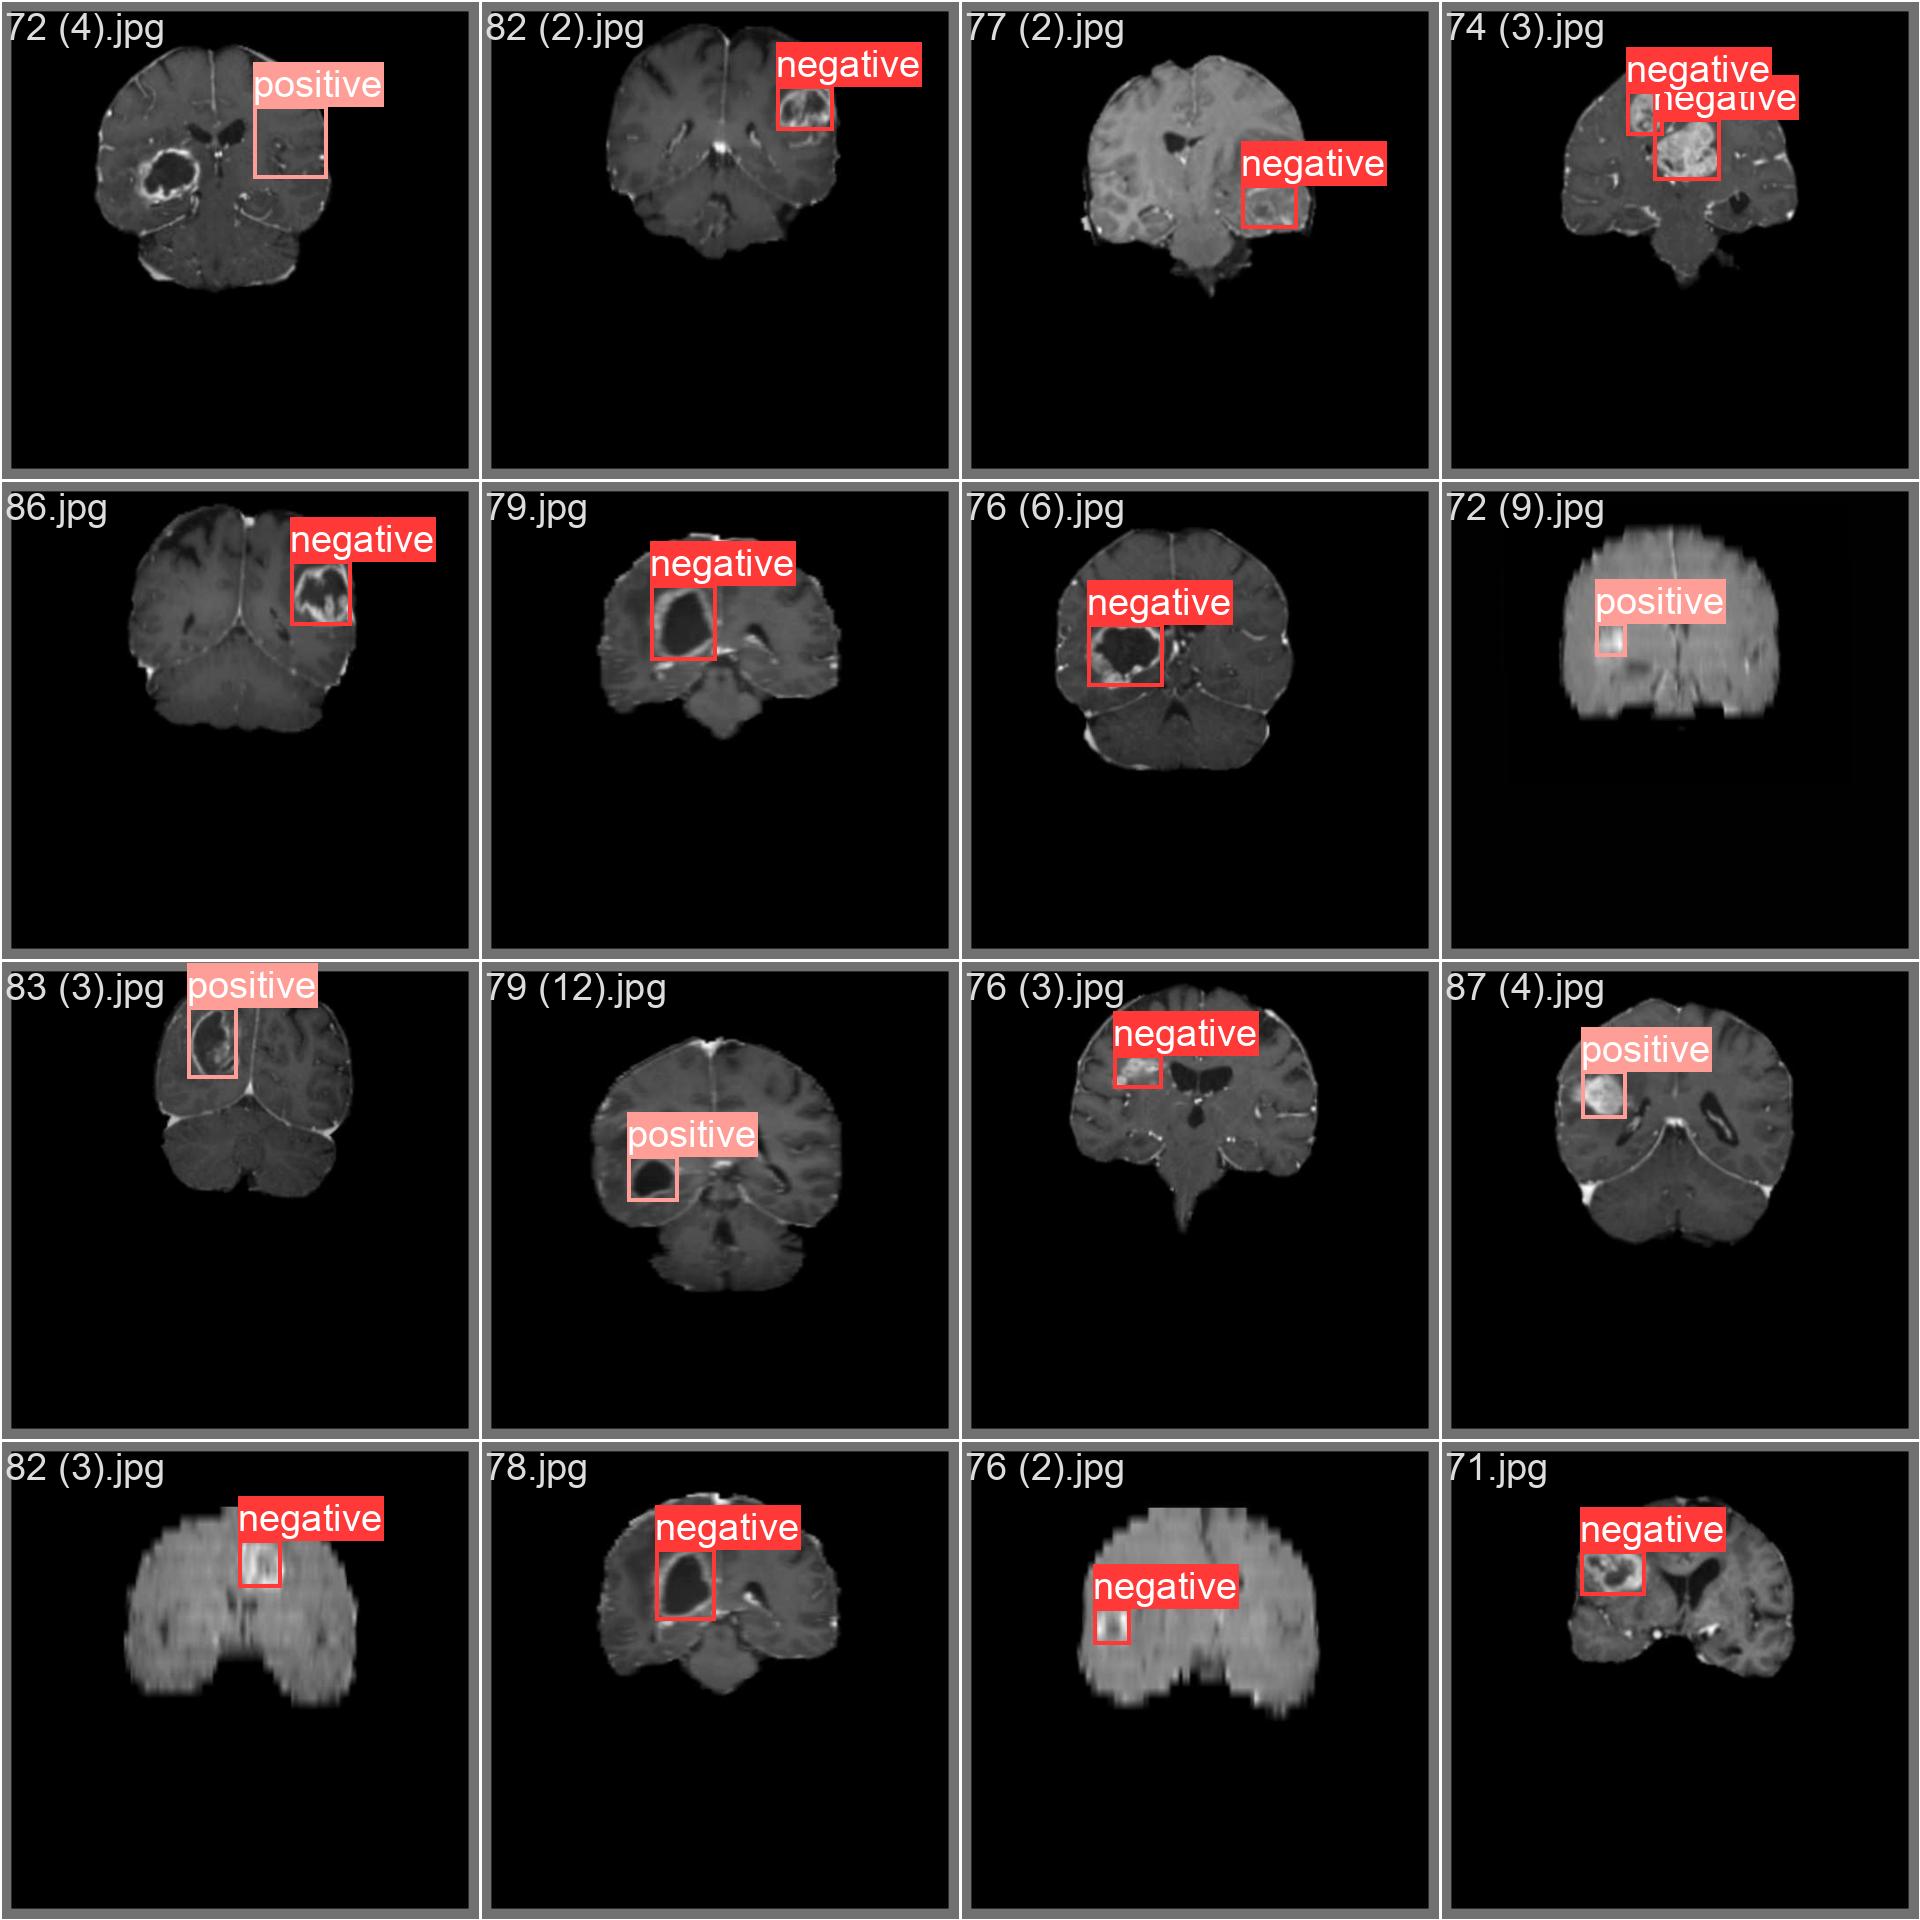 72 (4).jpg
positive
82 (2).jpg
negative
77 (2).jpg
negative
74 (3).jpg
negative
negative
86.jpg
negative
79.jpg
negative
76 (6).jpg
negative
72 (9).jpg
positive
83 (3).jpg
positive
79 (12).jpg
positive
76 (3).jpg
negative
87 (4).jpg
positive
82 (3).jpg
negative
78.jpg
negative
76 (2).jpg
negative
71.jpg
negative